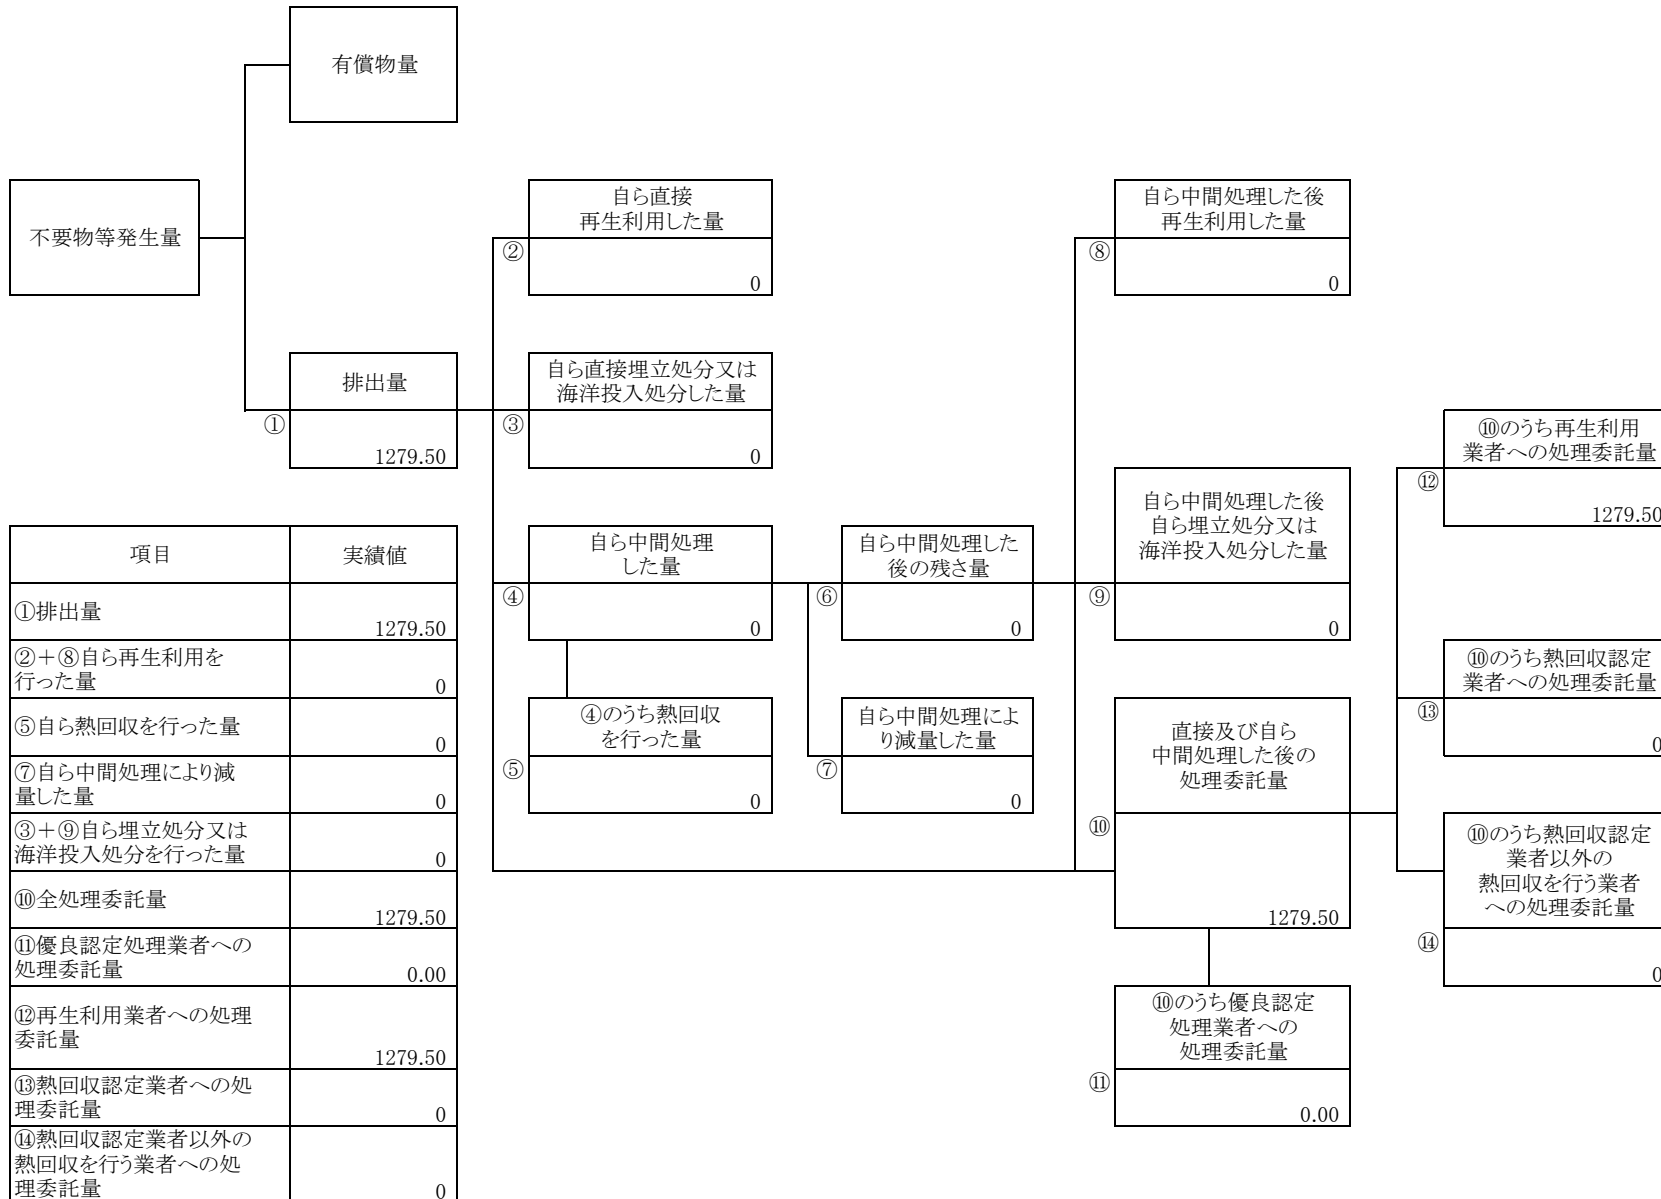 有償物量
不要物等発生量
自ら直接
再生利用した量
②
0
自ら中間処理した後
再生利用した量
⑧
0
排出量
①
1279.50
自ら直接埋立処分又は
海洋投入処分した量
③
0
⑩のうち再生利用
業者への処理委託量
⑫
1279.50
自ら中間処理
した量
④
0
自ら中間処理した
後の残さ量
⑥
0
自ら中間処理した後
自ら埋立処分又は
海洋投入処分した量
⑨
0
⑩のうち熱回収認定
業者への処理委託量
⑬
0
④のうち熱回収
を行った量
⑤
0
自ら中間処理によ
り減量した量
⑦
0
直接及び自ら
中間処理した後の
処理委託量
⑩
1279.50
⑩のうち熱回収認定
業者以外の
熱回収を行う業者
への処理委託量
⑭
0
⑩のうち優良認定
処理業者への
処理委託量
⑪
0.00
項目 実績値
①排出量 1279.50
②+⑧自ら再生利用を
行った量 0
⑤自ら熱回収を行った量 0
⑦自ら中間処理により減
量した量 0
③+⑨自ら埋立処分又は
海洋投入処分を行った量 0
⑩全処理委託量 1279.50
⑪優良認定処理業者への
処理委託量 0.00
⑫再生利用業者への処理
委託量 1279.50
⑬熱回収認定業者への処
理委託量 0
⑭熱回収認定業者以外の
熱回収を行う業者への処
理委託量 0